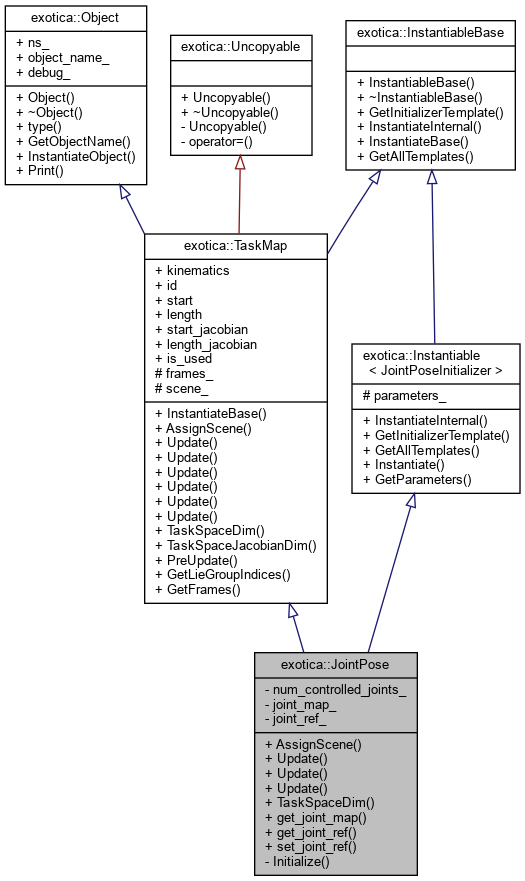 exotica::Object
+ ns_
+ object_name_
+ debug_
+ Object()
+ ~Object()
+ type()
+ GetObjectName()
+ InstantiateObject()
+ Print()
exotica::Uncopyable
+ Uncopyable()
+ ~Uncopyable()
- Uncopyable()
- operator=()
exotica::InstantiableBase
+ InstantiableBase()
+ ~InstantiableBase()
+ GetInitializerTemplate()
+ InstantiateInternal()
+ InstantiateBase()
+ GetAllTemplates()
exotica::TaskMap
+ kinematics
+ id
+ start
+ length
+ start_jacobian
+ length_jacobian
+ is_used
# frames_
# scene_
+ InstantiateBase()
+ AssignScene()
+ Update()
+ Update()
+ Update()
+ Update()
+ Update()
+ Update()
+ TaskSpaceDim()
+ TaskSpaceJacobianDim()
+ PreUpdate()
+ GetLieGroupIndices()
+ GetFrames()
exotica::Instantiable
< JointPoseInitializer >
# parameters_
+ InstantiateInternal()
+ GetInitializerTemplate()
+ GetAllTemplates()
+ Instantiate()
+ GetParameters()
exotica::JointPose
- num_controlled_joints_
- joint_map_
- joint_ref_
+ AssignScene()
+ Update()
+ Update()
+ Update()
+ TaskSpaceDim()
+ get_joint_map()
+ get_joint_ref()
+ set_joint_ref()
- Initialize()